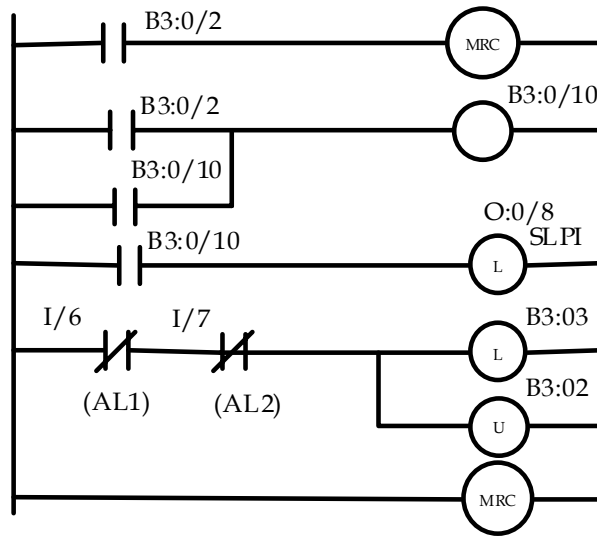 B3:0/2
MRC
B3:0/2
B3:0/10
B3:0/10
O:0/8
SLPI
B3:0/10
L
I/6
I/7
B3:03
L
(AL1)
(AL2)
B3:02
U
MRC